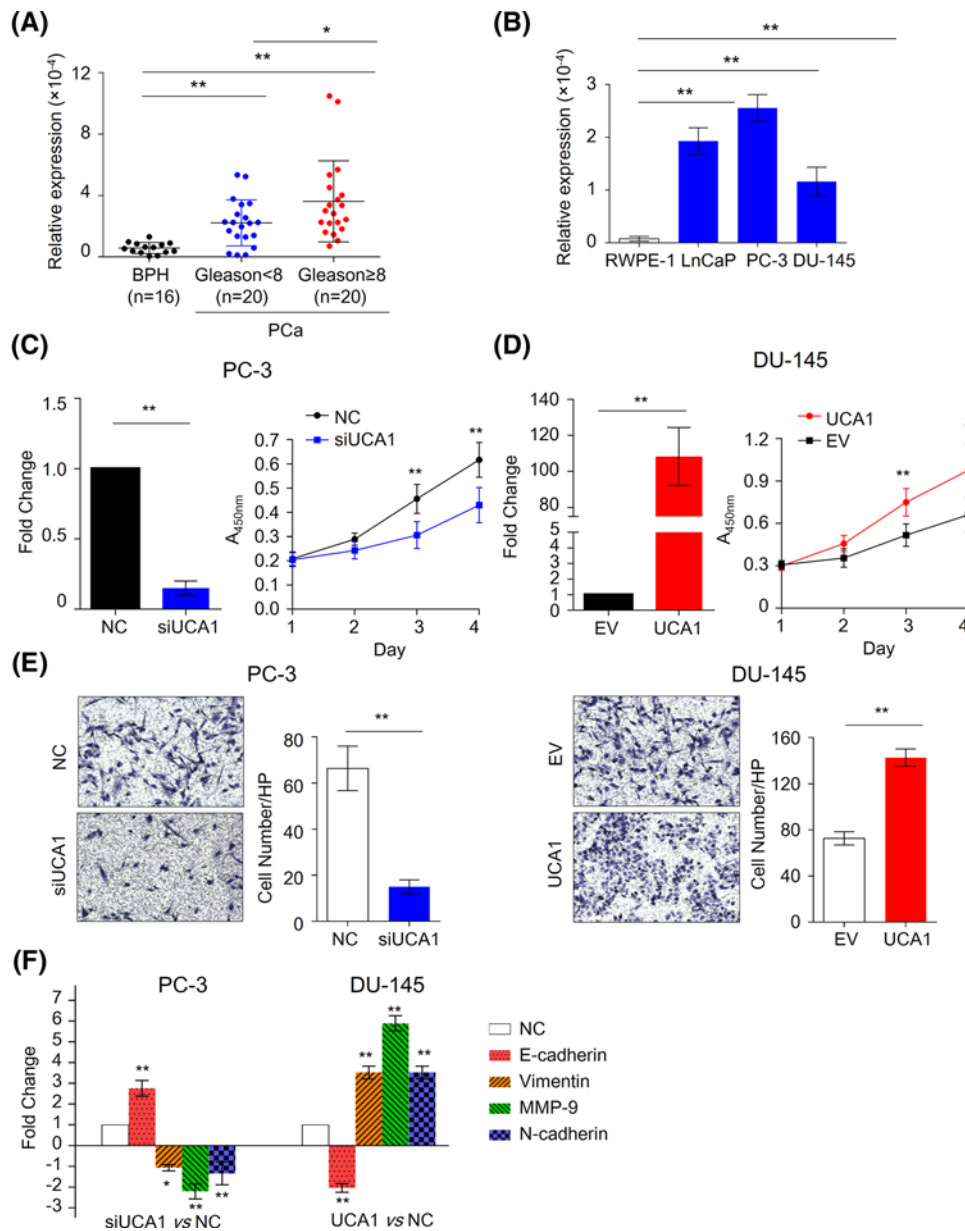 (A)
Relative expression (×10⁻⁴)
12
8
4
0
**
**
*
BPH
(n=16)
Gleason<8
(n=20)
Gleason≥8
(n=20)
PCa
(B)
Relative expression (×10⁻⁴)
3
2
1
0
**
**
**
RWPE-1 LnCaP PC-3 DU-145
(C)
PC-3
Fold Change
1.5
1.0
0.5
0
**
NC siUCA1
NC
siUCA1
A450nm
0.7
0.6
0.5
0.4
0.3
0.2
0.1
0.0
**
**
1 2 3 4
Day
(D)
DU-145
Fold Change
140
120
100
80
5
4
3
2
1
0
**
EV UCA1
UCA1
EV
A450nm
1.2
0.9
0.6
0.3
0
**
1 2 3 4
Day
(E)
PC-3
NC
siUCA1
Cell Number/HP
80
60
40
20
0
**
NC siUCA1
DU-145
EV
UCA1
Cell Number/HP
160
120
80
40
0
**
EV UCA1
(F)
PC-3 DU-145
Fold Change
7
6
5
4
3
2
1
-1
-2
-3
**
*
**
**
**
**
**
**
siUCA1 vs NC
UCA1 vs NC
NC
E-cadherin
Vimentin
MMP-9
N-cadherin